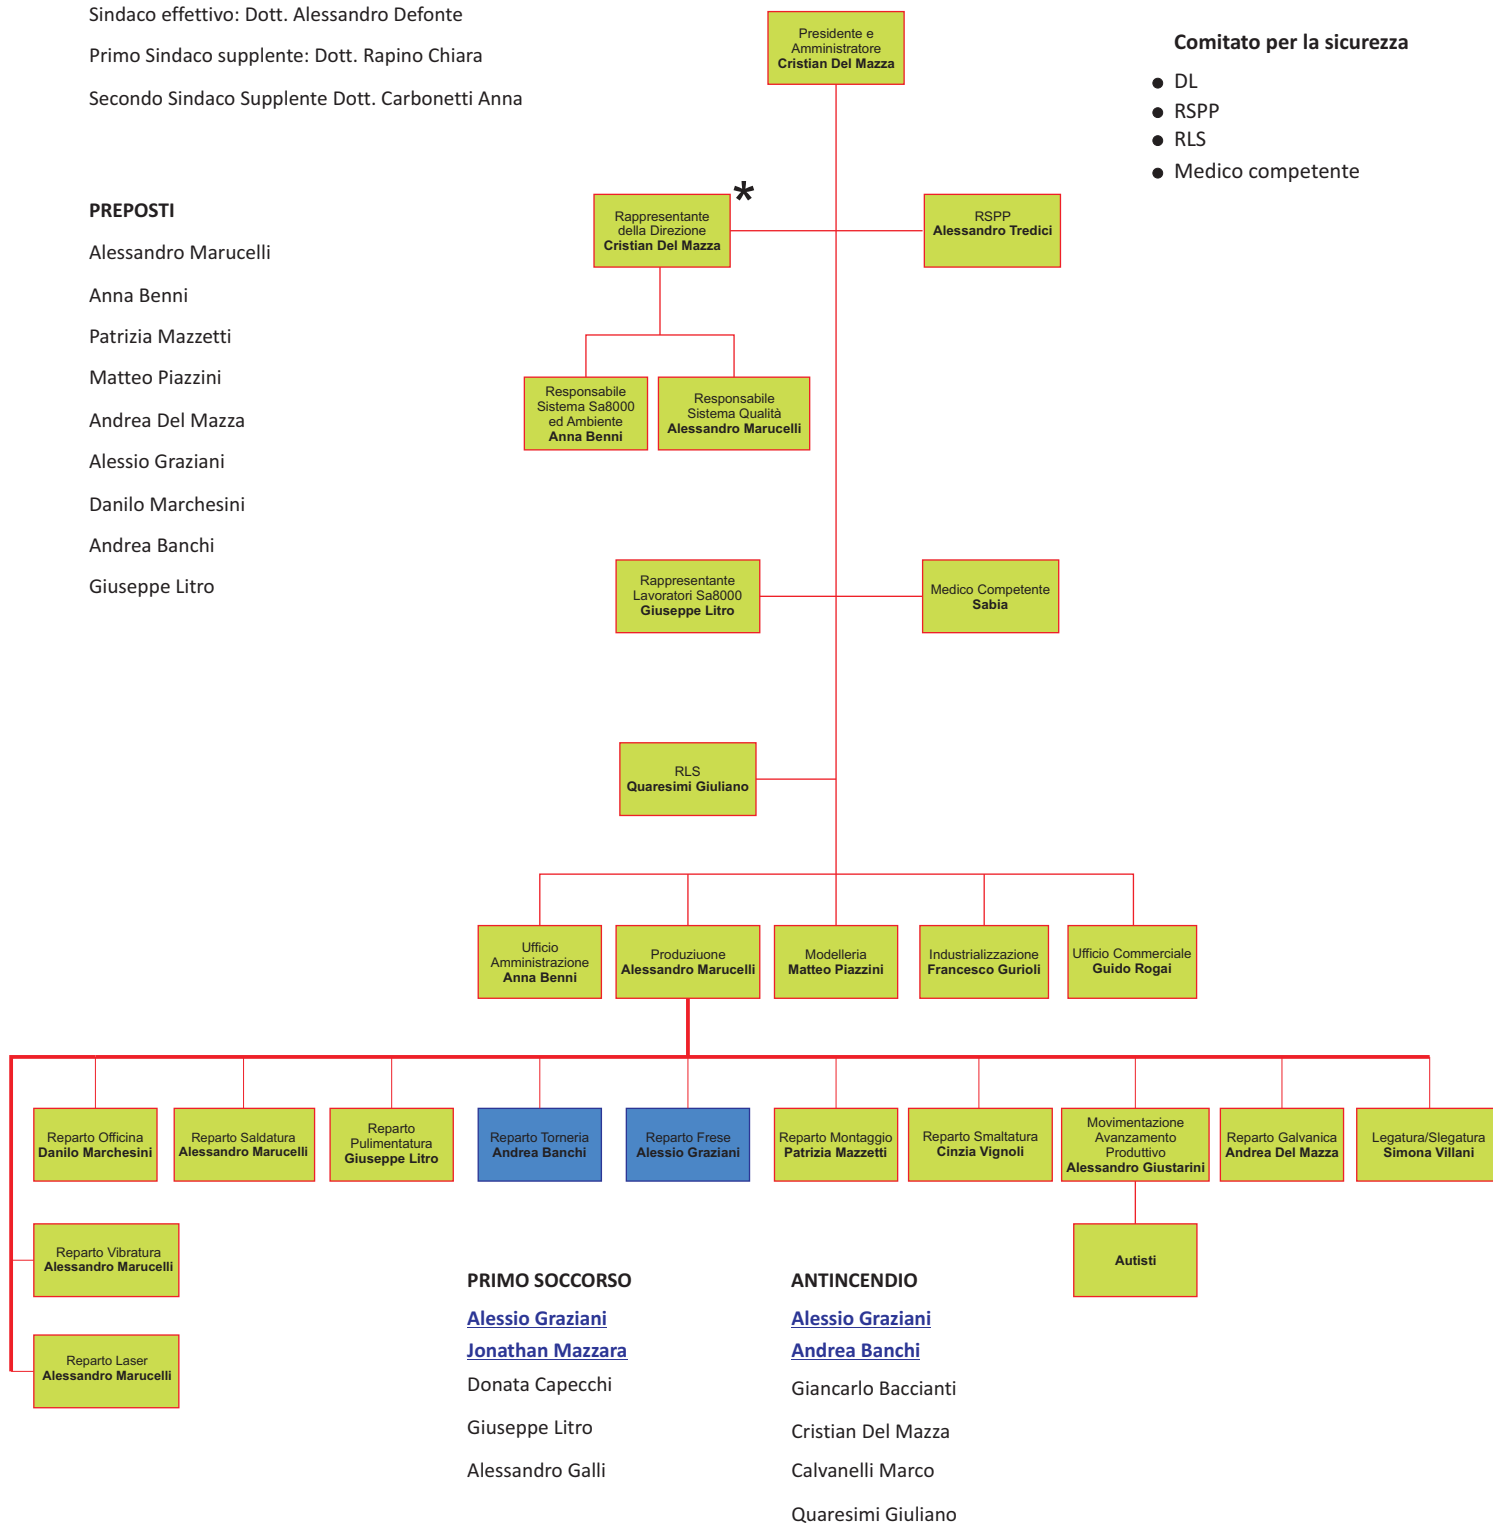 Sindaco effettivo: Dott. Alessandro Defonte
Primo Sindaco supplente: Dott. Rapino Chiara
Secondo Sindaco Supplente Dott. Carbonetti Anna
Presidente e
Amministratore
Cristian Del Mazza
Comitato per la sicurezza
● DL
● RSPP
● RLS
● Medico competente
PREPOSTI
Alessandro Marucelli
Anna Benni
Patrizia Mazzetti
Matteo Piazzini
Andrea Del Mazza
Alessio Graziani
Danilo Marchesini
Andrea Banchi
Giuseppe Litro
*
Rappresentante
della Direzione
Cristian Del Mazza
RSPP
Alessandro Tredici
Responsabile
Sistema Sa8000
ed Ambiente
Anna Benni
Responsabile
Sistema Qualità
Alessandro Marucelli
Rappresentante
Lavoratori Sa8000
Giuseppe Litro
Medico Competente
Sabia
RLS
Quaresimi Giuliano
Ufficio
Amministrazione
Anna Benni
Produziuone
Alessandro Marucelli
Modelleria
Matteo Piazzini
Industrializzazione
Francesco Gurioli
Ufficio Commerciale
Guido Rogai
Reparto Officina
Danilo Marchesini
Reparto Saldatura
Alessandro Marucelli
Reparto
Pulimentatura
Giuseppe Litro
Reparto Torneria
Andrea Banchi
Reparto Frese
Alessio Graziani
Reparto Montaggio
Patrizia Mazzetti
Reparto Smaltatura
Cinzia Vignoli
Movimentazione
Avanzamento
Produttivo
Alessandro Giustarini
Reparto Galvanica
Andrea Del Mazza
Legatura/Slegatura
Simona Villani
Reparto Vibratura
Alessandro Marucelli
Autisti
Reparto Laser
Alessandro Marucelli
PRIMO SOCCORSO
Alessio Graziani
Jonathan Mazzara
Donata Capecchi
Giuseppe Litro
Alessandro Galli
ANTINCENDIO
Alessio Graziani
Andrea Banchi
Giancarlo Baccianti
Cristian Del Mazza
Calvanelli Marco
Quaresimi Giuliano